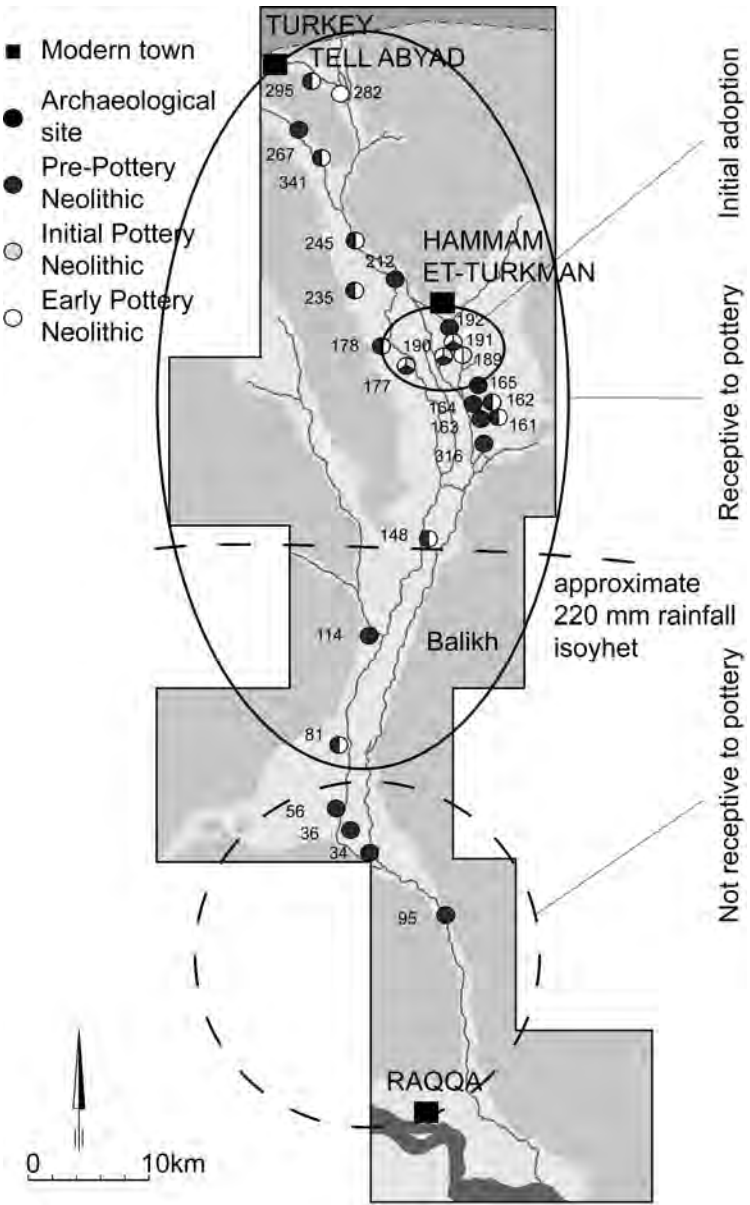 TURKEY
TELL ABYAD
Modern town
Archaeological
site
Pre-Pottery
Neolithic
Initial Pottery
Neolithic
Early Pottery
Neolithic
295
282
267
341
245
212
235
HAMMAM
ET-TURKMAN
192
178
190
191
189
177
165
164
162
163
161
316
148
approximate
220 mm rainfall
isoyhet
114
Balikh
81
56
36
34
95
RAQQA
0 10km
Initial adoption
Receptive to pottery
Not receptive to pottery